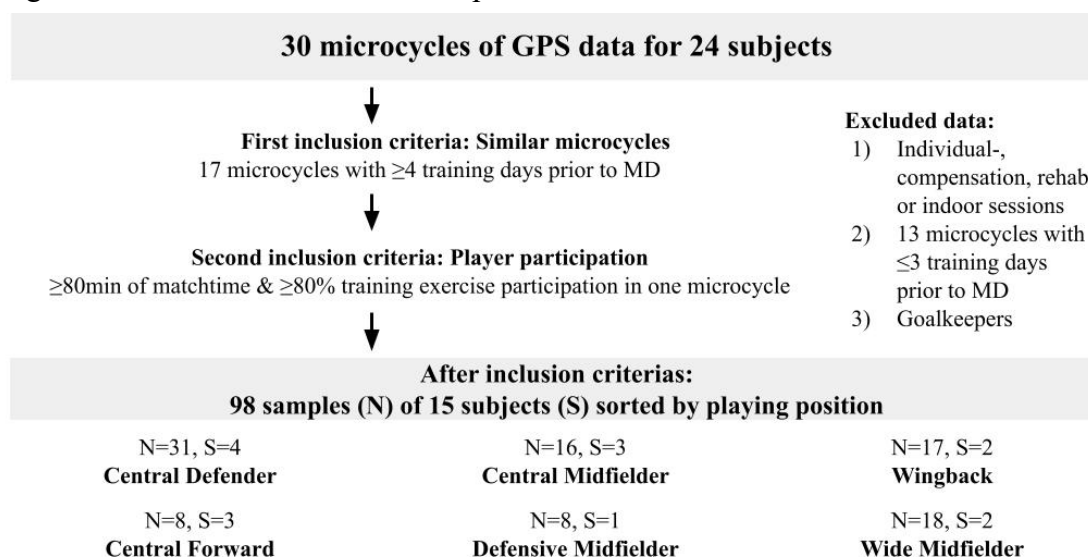 30 microcycles of GPS data for 24 subjects
First inclusion criteria: Similar microcycles
17 microcycles with ≥4 training days prior to MD
Second inclusion criteria: Player participation
≥80min of matchtime & ≥80% training exercise participation in one microcycle
Excluded data:
1) Individual-,
compensation, rehab
or indoor sessions
2) 13 microcycles with
≤3 training days
prior to MD
3) Goalkeepers
After inclusion criterias:
98 samples (N) of 15 subjects (S) sorted by playing position
N=31, S=4
Central Defender
N=16, S=3
Central Midfielder
N=17, S=2
Wingback
N=8, S=3
Central Forward
N=8, S=1
Defensive Midfielder
N=18, S=2
Wide Midfielder